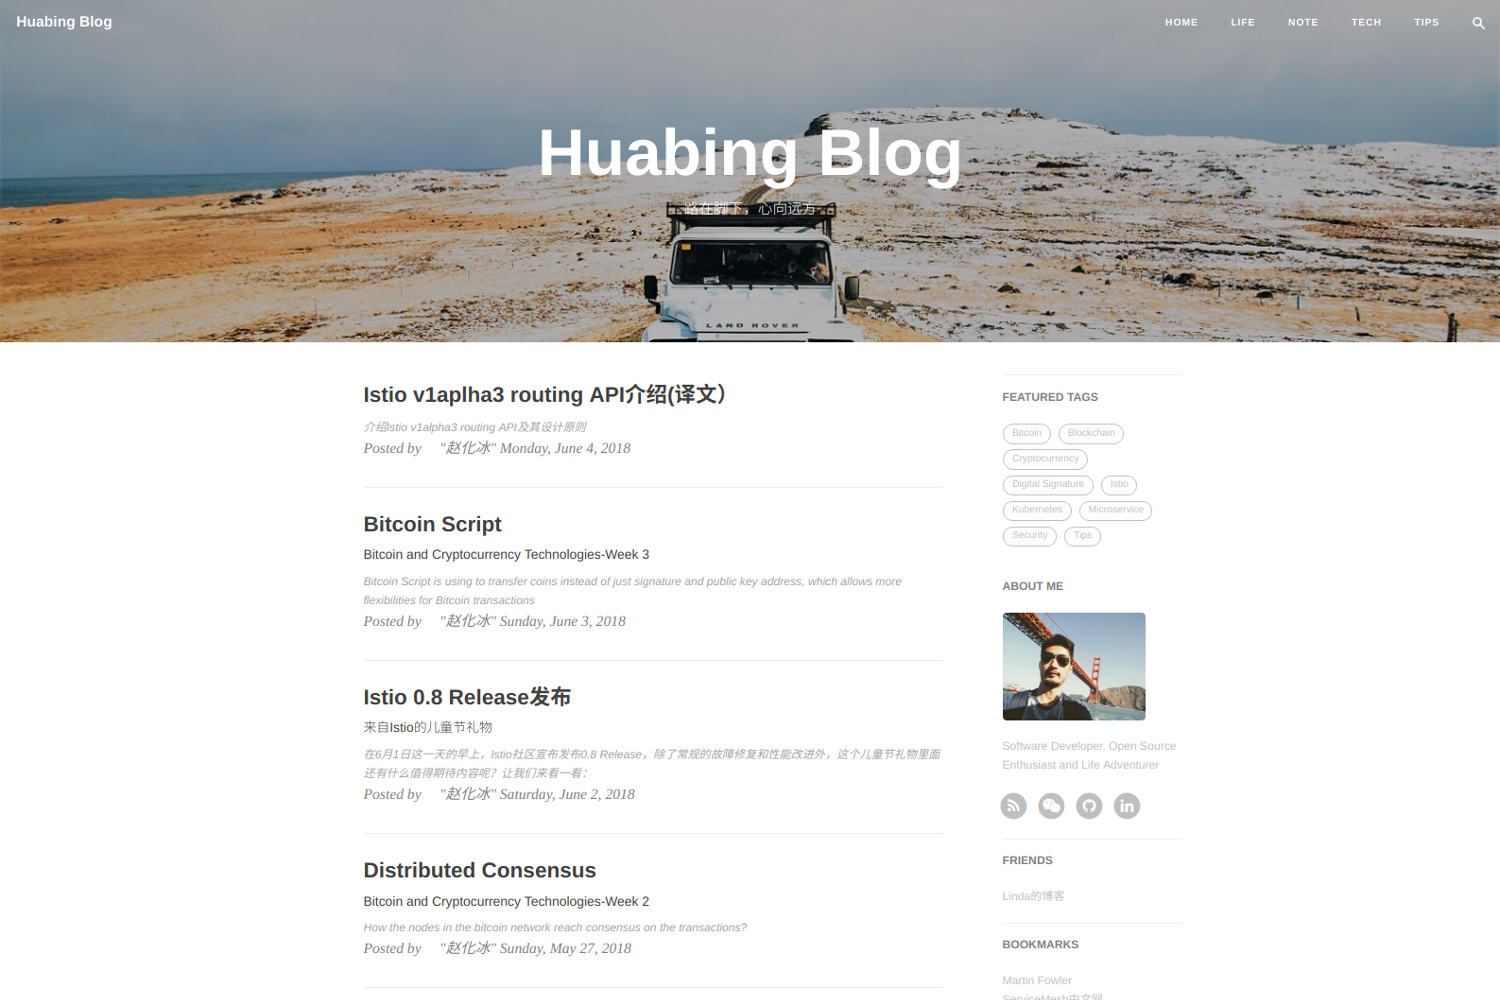 Huabing Blog
HOME LIFE NOTE TECH TIPS
Huabing Blog
路在脚下，心向远方
LAND ROVER
Istio v1aplha3 routing API介绍(译文）
介绍Istio v1alpha3 routing API及其设计原则
Posted by "赵化冰" Monday, June 4, 2018
Bitcoin Script
Bitcoin and Cryptocurrency Technologies-Week 3
Bitcoin Script is using to transfer coins instead of just signature and public key address, which allows more
flexibilities for Bitcoin transactions
Posted by "赵化冰" Sunday, June 3, 2018
Istio 0.8 Release发布
来自Istio的儿童节礼物
在6月1日这一天的早上，Istio社区宣布发布0.8 Release，除了常规的故障修复和性能改进外，这个儿童节礼物里面
还有什么值得期待内容呢？让我们来看一看：
Posted by "赵化冰" Saturday, June 2, 2018
Distributed Consensus
Bitcoin and Cryptocurrency Technologies-Week 2
How the nodes in the bitcoin network reach consensus on the transactions?
Posted by "赵化冰" Sunday, May 27, 2018
FEATURED TAGS
Bitcoin Blockchain
Cryptocurrency
Digital Signature Istio
Kubernetes Microservice
Security Tips
ABOUT ME
Software Developer, Open Source
Enthusiast and Life Adventurer
in
FRIENDS
Linda的博客
BOOKMARKS
Martin Fowler
ServiceMesh中文网